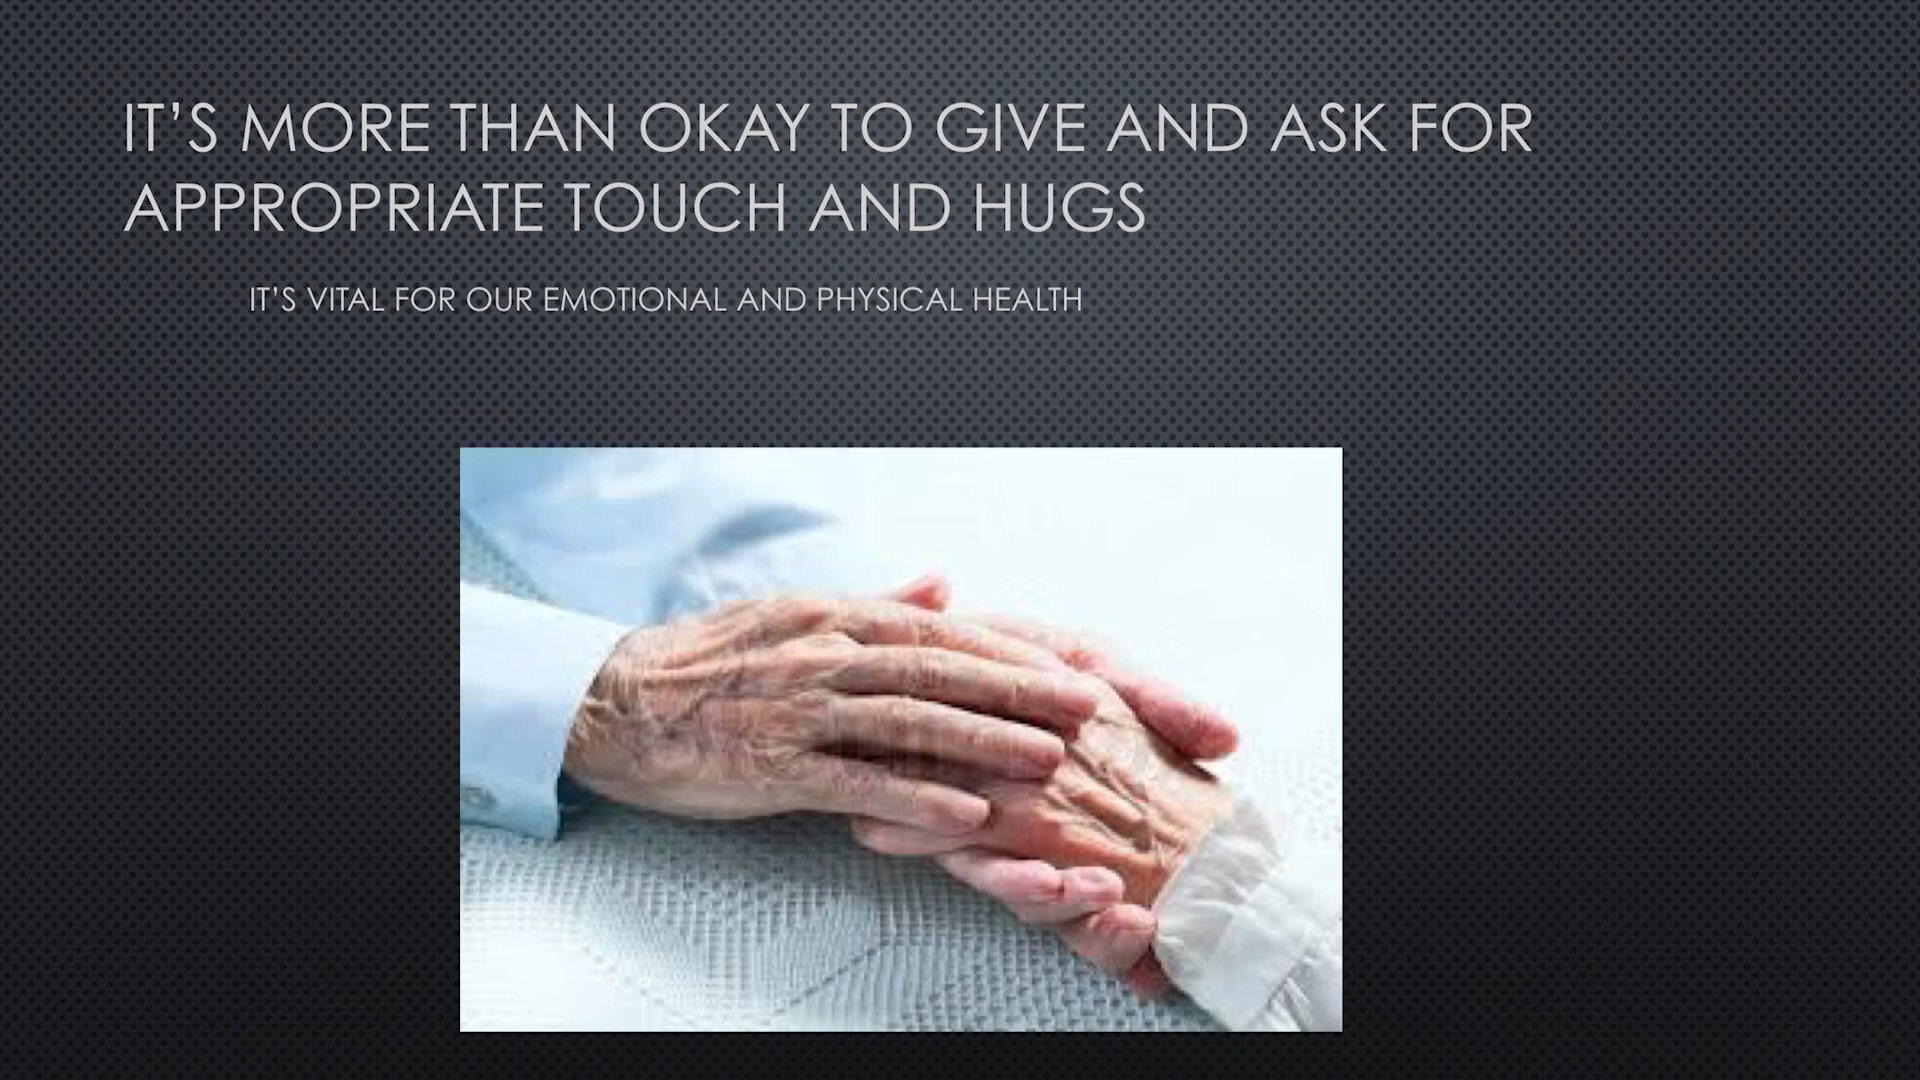 IT’S MORE THAN OKAY TO GIVE AND ASK FOR
APPROPRIATE TOUCH AND HUGS
IT’S VITAL FOR OUR EMOTIONAL AND PHYSICAL HEALTH